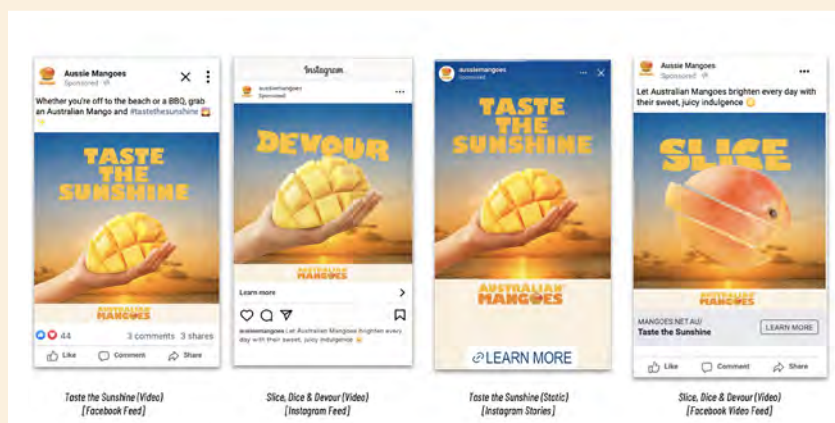 Aussie Mangoes
Sponsored
Whether you're off to the beach or a BBQ, grab
an Australian Mango and #tastethesunshine
TASTE
THE
SUNSHINE
AUSTRALIAN
MANGOES
44
3 comments 3 shares
Like
Comment
Share
Taste the Sunshine (Video)
[Facebook Feed]
Instagram
aussiemangoes
Sponsored
DEVOUR
AUSTRALIAN
MANGOES
Learn more
aussiemangoes Let Australian Mangoes brighten every
day with their sweet, juicy indulgence
Slice, Dice & Devour (Video)
[Instagram Feed]
aussiemangoes
Sponsored
TASTE
THE
SUNSHINE
AUSTRALIAN
MANGOES
LEARN MORE
Taste the Sunshine (Static)
[Instagram Stories]
Aussie Mangoes
Sponsored
Let Australian Mangoes brighten every day with
their sweet, juicy indulgence
SLICE
AUSTRALIAN
MANGOES
MANGOES.NET.AU/
Taste the Sunshine
LEARN MORE
Like
Comment
Share
Slice, Dice & Devour (Video)
[Facebook Video Feed]